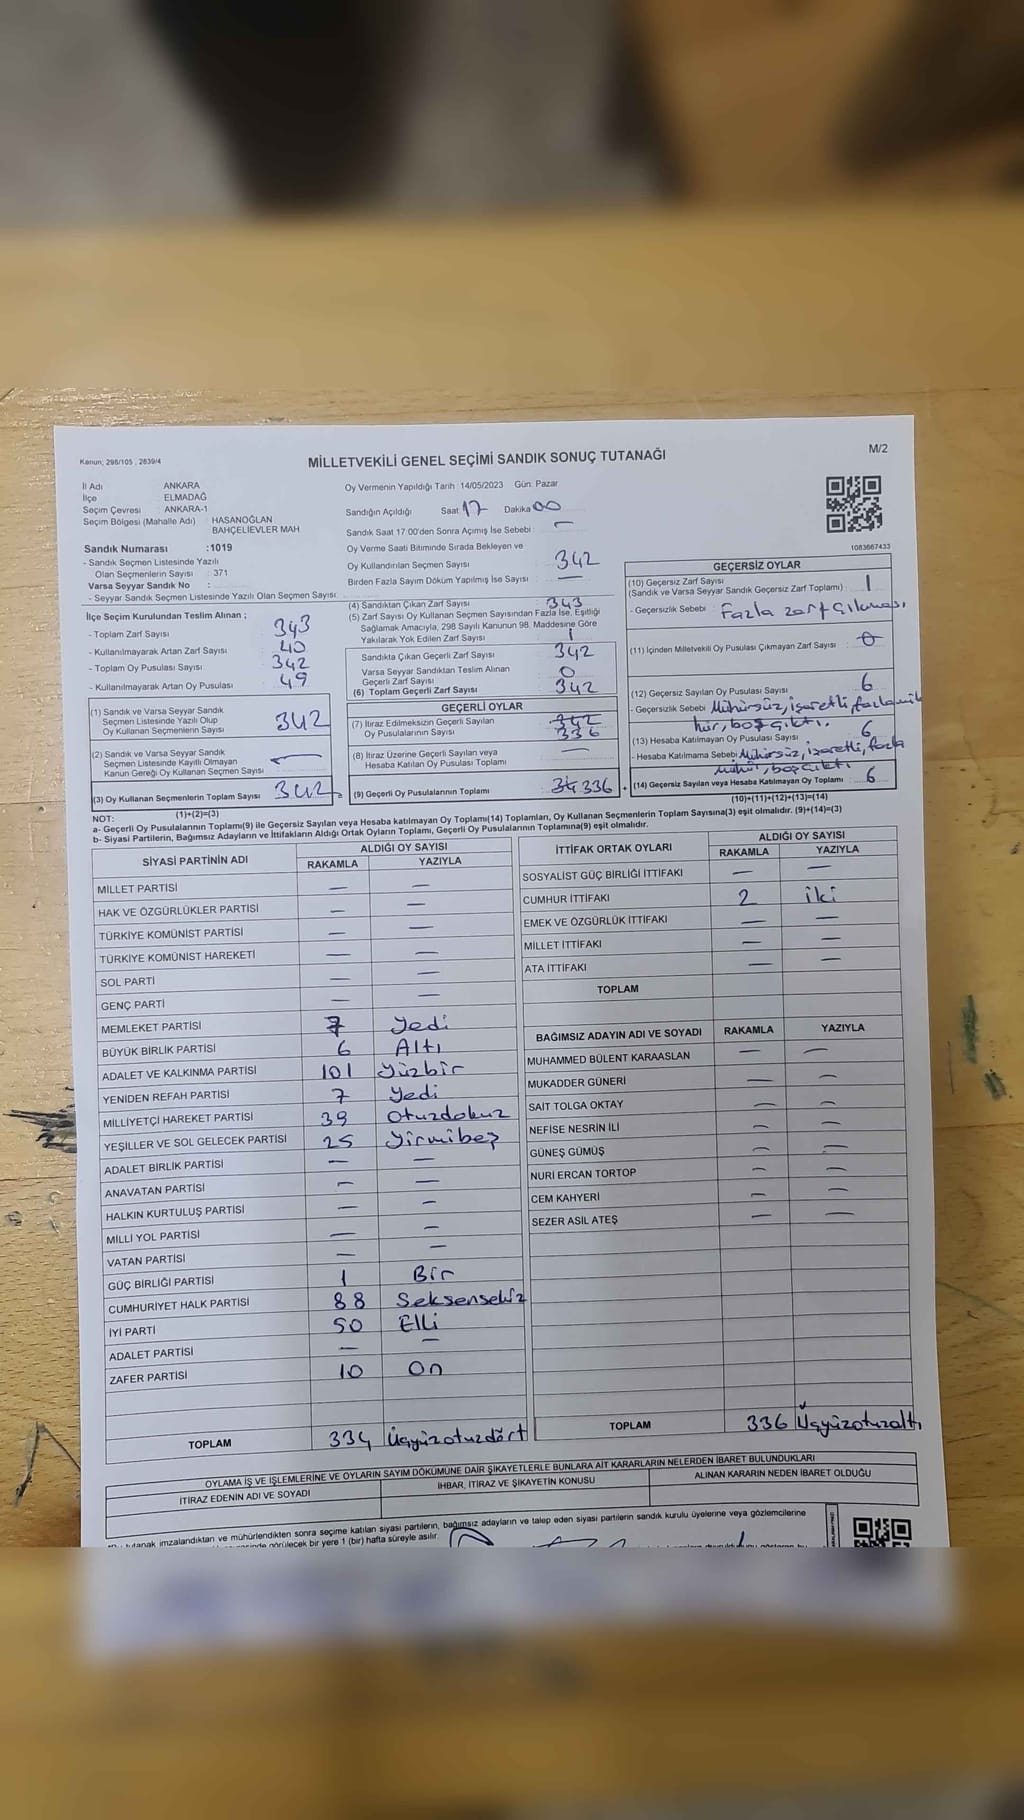 Kanun; 298/105, 2839/4
MİLLETVEKİLİ GENEL SEÇİMİ SANDIK SONUÇ TUTANAĞI
M/2
İl Adı ANKARA
İlçe ELMADAĞ
Seçim Çevresi ANKARA-1
Seçim Bölgesi (Mahalle Adı) HASANOĞLAN
BAHÇELİEVLER MAH
Sandık Numarası :1019
- Sandık Seçmen Listesinde Yazılı
Olan Seçmenlerin Sayısı : 371
Varsa Seyyar Sandık No :
- Seyyar Sandık Seçmen Listesinde Yazılı Olan Seçmen Sayısı
Oy Vermenin Yapıldığı Tarih :14/05/2023 Gün: Pazar
Sandığın Açıldığı Saat 17 Dakika 00
Sandık Saat 17:00'den Sonra Açımış İse Sebebi : —
Oy Verme Saati Bitiminde Sırada Bekleyen ve
Oy Kullandırılan Seçmen Sayısı : 342
Birden Fazla Sayım Döküm Yapılmış İse Sayısı : —
1083667433
İlçe Seçim Kurulundan Teslim Alınan ;
- Toplam Zarf Sayısı : 343
- Kullanılmayarak Artan Zarf Sayısı : 40
- Toplam Oy Pusulası Sayısı : 342
- Kullanılmayarak Artan Oy Pusulası : 49
(1) Sandık ve Varsa Seyyar Sandık
Seçmen Listesinde Yazılı Olup
Oy Kullanan Seçmenlerin Sayısı 342
(2) Sandık ve Varsa Seyyar Sandık
Seçmen Listesinde Kayıtlı Olmayan
Kanun Gereği Oy Kullanan Seçmen Sayısı —
(3) Oy Kullanan Seçmenlerin Toplam Sayısı 342
(1)+(2)=(3)
(4) Sandıktan Çıkan Zarf Sayısı : 343
(5) Zarf Sayısı Oy Kullanan Seçmen Sayısından Fazla İse, Eşitliği
Sağlamak Amacıyla, 298 Sayılı Kanunun 98. Maddesine Göre
Yakılarak Yok Edilen Zarf Sayısı : 1
Sandıkta Çıkan Geçerli Zarf Sayısı : 342
Varsa Seyyar Sandıktan Teslim Alınan
Geçerli Zarf Sayısı : 0
(6) Toplam Geçerli Zarf Sayısı : 342
GEÇERLİ OYLAR
(7) İtiraz Edilmeksizin Geçerli Sayılan 342
Oy Pusulalarının Sayısı : 336
(8) İtiraz Üzerine Geçerli Sayılan veya
Hesaba Katılan Oy Pusulası Toplamı : —
(9) Geçerli Oy Pusulalarının Toplamı : 336
GEÇERSİZ OYLAR
(10) Geçersiz Zarf Sayısı
(Sandık ve Varsa Seyyar Sandık Geçersiz Zarf Toplamı) : 1
- Geçersizlik Sebebi : Fazla zarf çıkması
(11) İçinden Milletvekili Oy Pusulası Çıkmayan Zarf Sayısı : 0
(12) Geçersiz Sayılan Oy Pusulası Sayısı : 6
- Geçersizlik Sebebi Mühürsüz, işaretli, fazla mü
hür, boş çıktı.
(13) Hesaba Katılmayan Oy Pusulası Sayısı : 6
- Hesaba Katılmama Sebebi Mühürsüz, işaretli, fazla
mühür, boş çıktı
(14) Geçersiz Sayılan veya Hesaba Katılmayan Oy Toplamı : 6
(10)+(11)+(12)+(13)=(14)
NOT:
a- Geçerli Oy Pusulalarının Toplamı(9) ile Geçersiz Sayılan veya Hesaba katılmayan Oy Toplamı(14) Toplamları, Oy Kullanan Seçmenlerin Toplam Sayısına(3) eşit olmalıdır. (9)+(14)=(3)
b- Siyasi Partilerin, Bağımsız Adayların ve İttifakların Aldığı Ortak Oyların Toplamı, Geçerli Oy Pusulalarının Toplamına(9) eşit olmalıdır.
SİYASİ PARTİNİN ADI ALDIĞI OY SAYISI
RAKAMLA YAZIYLA
MİLLET PARTİSİ — —
HAK VE ÖZGÜRLÜKLER PARTİSİ — —
TÜRKİYE KOMÜNİST PARTİSİ — —
TÜRKİYE KOMÜNİST HAREKETİ — —
SOL PARTİ — —
GENÇ PARTİ — —
MEMLEKET PARTİSİ 7 Yedi
BÜYÜK BİRLİK PARTİSİ 6 Altı
ADALET VE KALKINMA PARTİSİ 101 Yüzbir
YENİDEN REFAH PARTİSİ 7 Yedi
MİLLİYETÇİ HAREKET PARTİSİ 39 Otuzdokuz
YEŞİLLER VE SOL GELECEK PARTİSİ 25 Yirmibeş
ADALET BİRLİK PARTİSİ — —
ANAVATAN PARTİSİ — —
HALKIN KURTULUŞ PARTİSİ — —
MİLLİ YOL PARTİSİ — —
VATAN PARTİSİ — —
GÜÇ BİRLİĞİ PARTİSİ 1 Bir
CUMHURİYET HALK PARTİSİ 88 Seksensekiz
İYİ PARTİ 50 Elli
ADALET PARTİSİ — —
ZAFER PARTİSİ 10 On
TOPLAM 334 Üçyüzotuzdört
İTTİFAK ORTAK OYLARI ALDIĞI OY SAYISI
RAKAMLA YAZIYLA
SOSYALİST GÜÇ BİRLİĞİ İTTİFAKI — —
CUMHUR İTTİFAKI 2 iki
EMEK VE ÖZGÜRLÜK İTTİFAKI — —
MİLLET İTTİFAKI — —
ATA İTTİFAKI — —
TOPLAM
BAĞIMSIZ ADAYIN ADI VE SOYADI RAKAMLA YAZIYLA
MUHAMMED BÜLENT KARAASLAN — —
MUKADDER GÜNERİ — —
SAİT TOLGA OKTAY — —
NEFİSE NESRİN İLİ — —
GÜNEŞ GÜMÜŞ — —
NURİ ERCAN TORTOP — —
CEM KAHYERİ — —
SEZER ASİL ATEŞ — —
TOPLAM 336 Üçyüzotuzaltı
OYLAMA İŞ VE İŞLEMLERİNE VE OYLARIN SAYIM DÖKÜMÜNE DAİR ŞİKAYETLERLE BUNLARA AİT KARARLARIN NELERDEN İBARET BULUNDUKLARI
İTİRAZ EDENİN ADI VE SOYADI İHBAR, İTİRAZ VE ŞİKAYETİN KONUSU ALINAN KARARIN NEDEN İBARET OLDUĞU
tutanak imzalandıktan ve mühürlendikten sonra seçime katılan siyasi partilerin, bağımsız adayların ve talep eden siyasi partilerin sandık kurulu üyelerine veya gözlemcilerine
görülecek bir yere 1 (bir) hafta süreyle asılır.